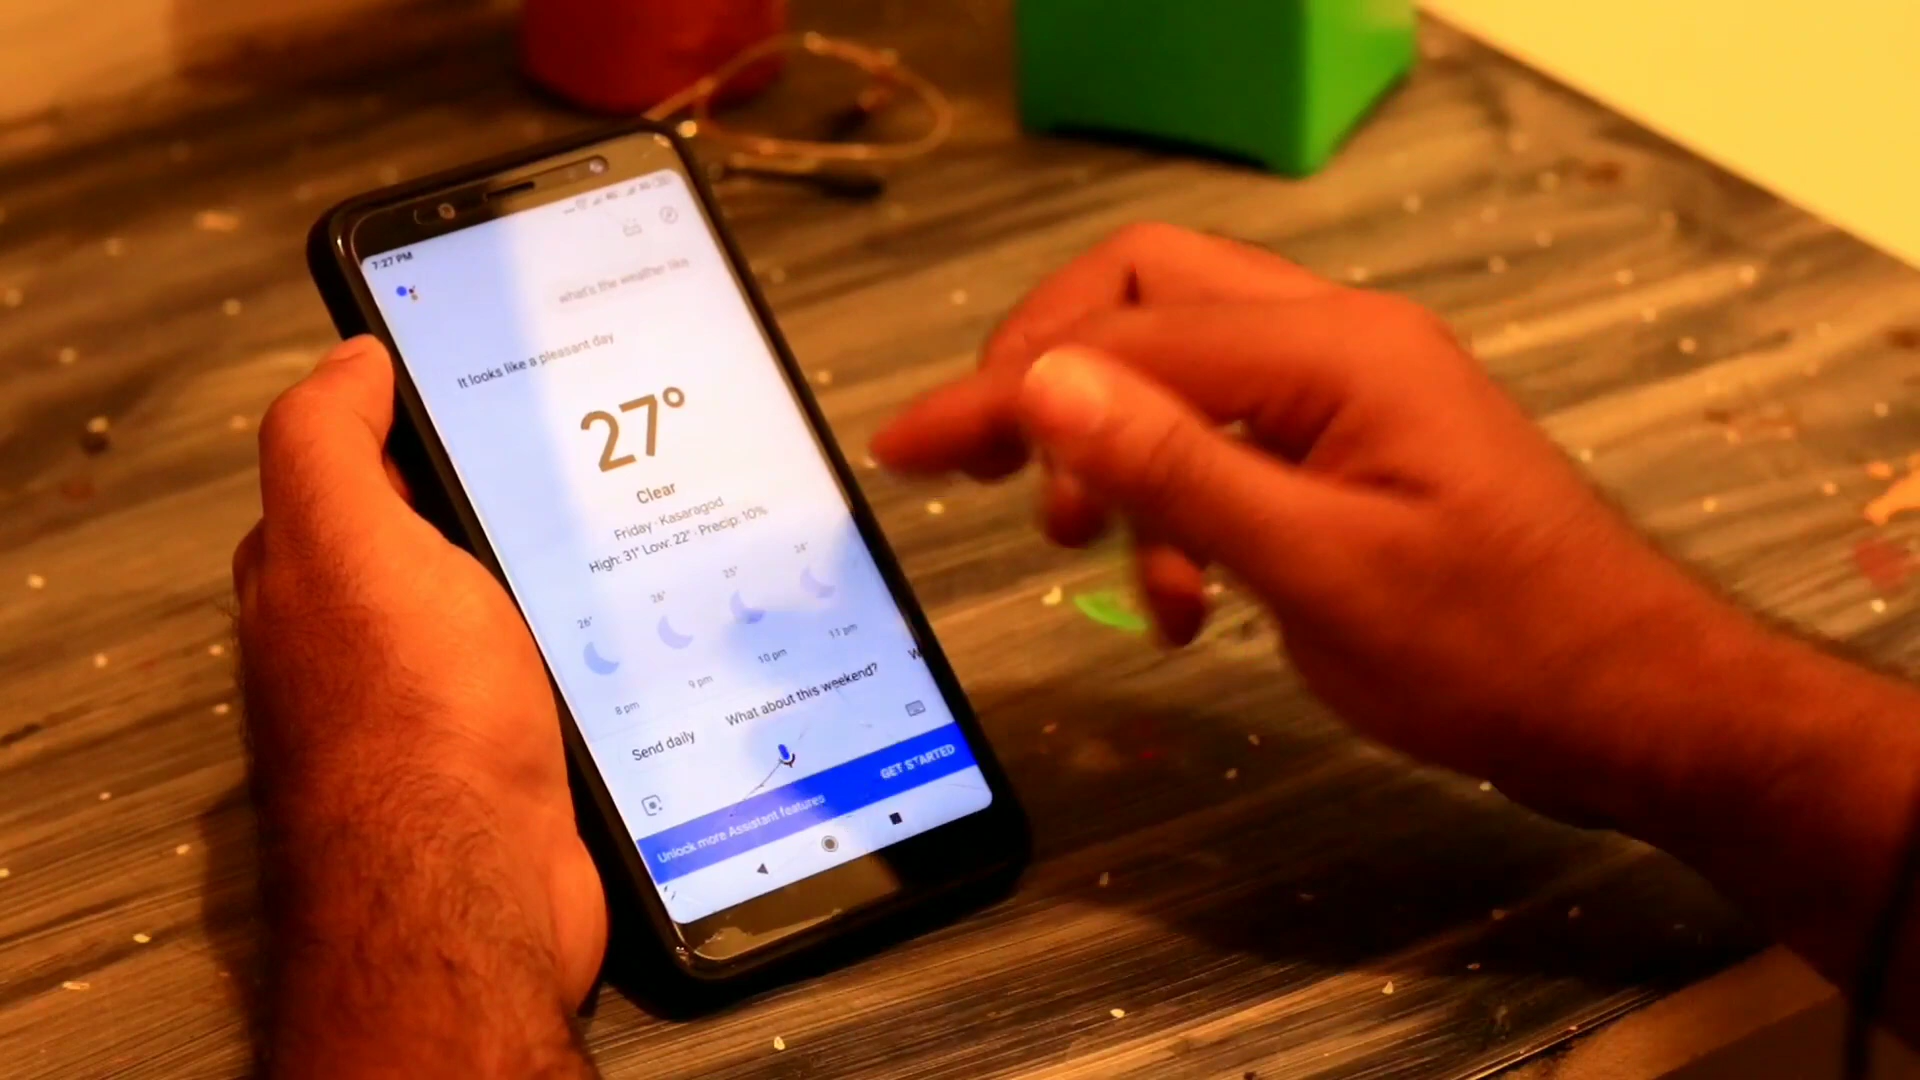 7:27 PM
what's the weather like
It looks like a pleasant day
27°
Clear
Friday · Kasaragod
High: 31° Low: 22° · Precip: 10%
26° 26° 25° 24°
8 pm 9 pm 10 pm 11 pm
Send daily What about this weekend? W
Unlock more Assistant features GET STARTED